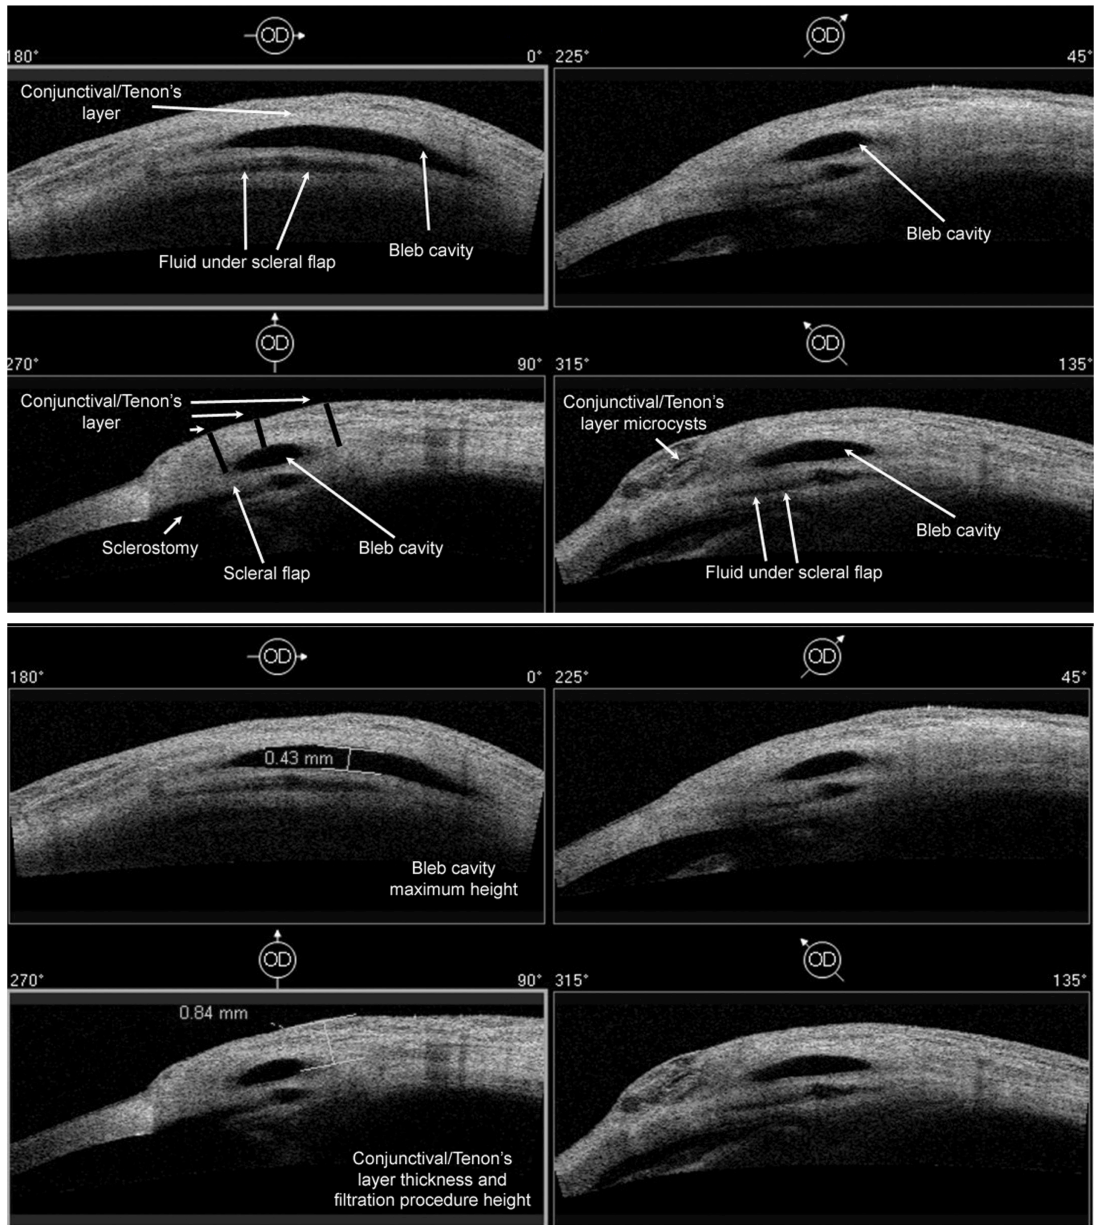 OD
OD
180°
0°
225°
45°
Conjunctival/Tenon's
layer
Bleb cavity
Fluid under scleral flap
Bleb cavity
OD
OD
270°
90°
315°
135°
Conjunctival/Tenon's
layer
Conjunctival/Tenon's
layer microcysts
Sclerostomy
Bleb cavity
Scleral flap
Bleb cavity
Fluid under scleral flap
OD
OD
180°
0°
225°
45°
0.43 mm
Bleb cavity
maximum height
OD
OD
270°
90°
315°
135°
0.84 mm
Conjunctival/Tenon's
layer thickness and
filtration procedure height